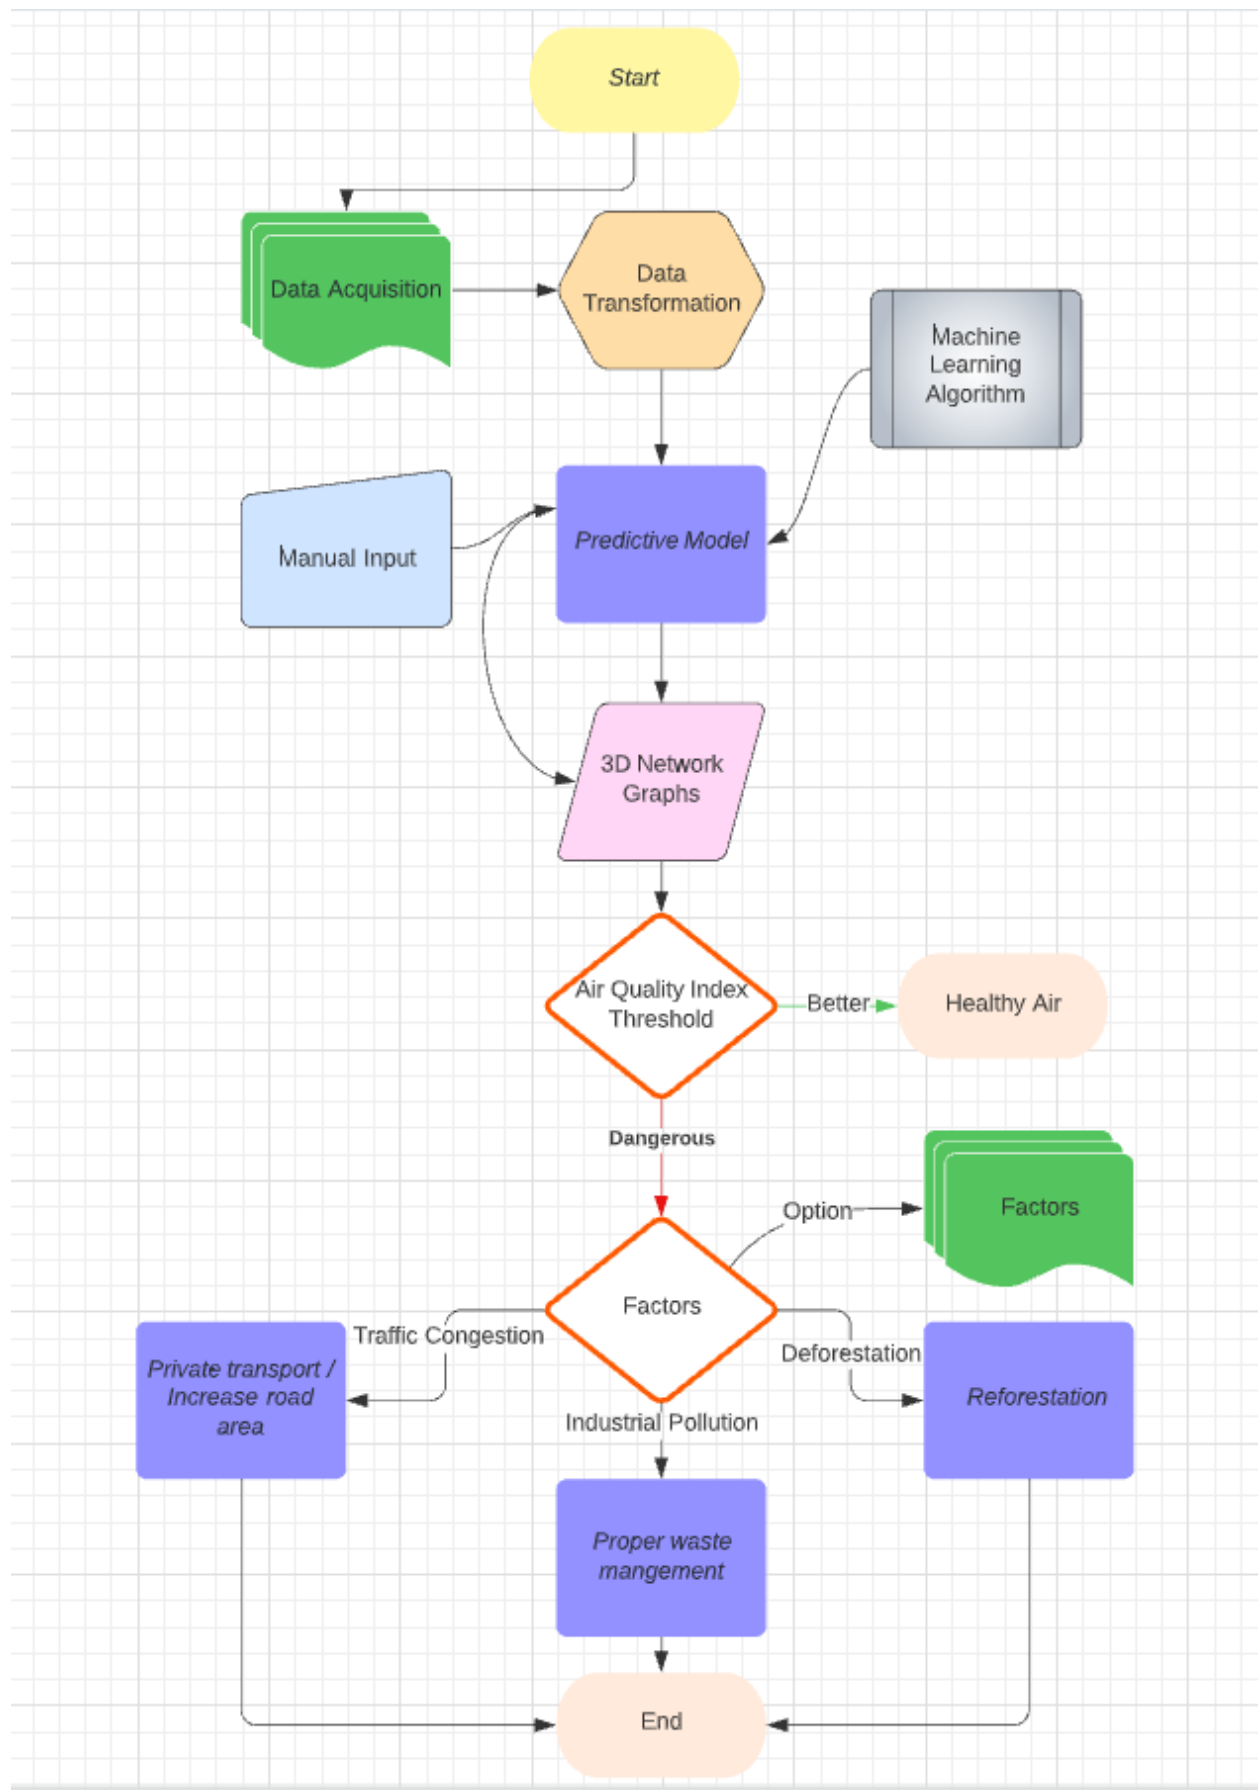 Start
Data Acquisition
Data
Transformation
Machine
Learning
Algorithm
Manual Input
Predictive Model
3D Network
Graphs
Air Quality Index
Threshold
Better
Healthy Air
Dangerous
Option
Factors
Factors
Traffic Congestion
Deforestation
Private transport /
Increase road
area
Industrial Pollution
Reforestation
Proper waste
mangement
End